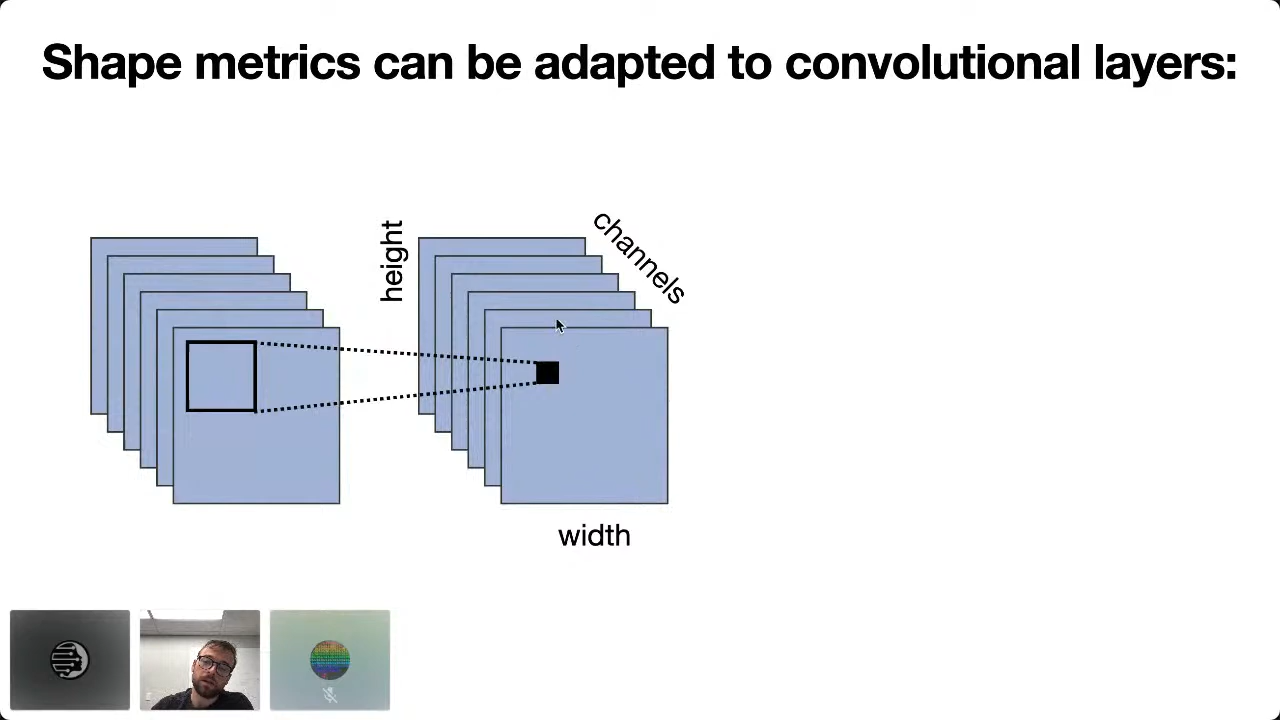 Shape metrics can be adapted to convolutional layers:
height
channels
width